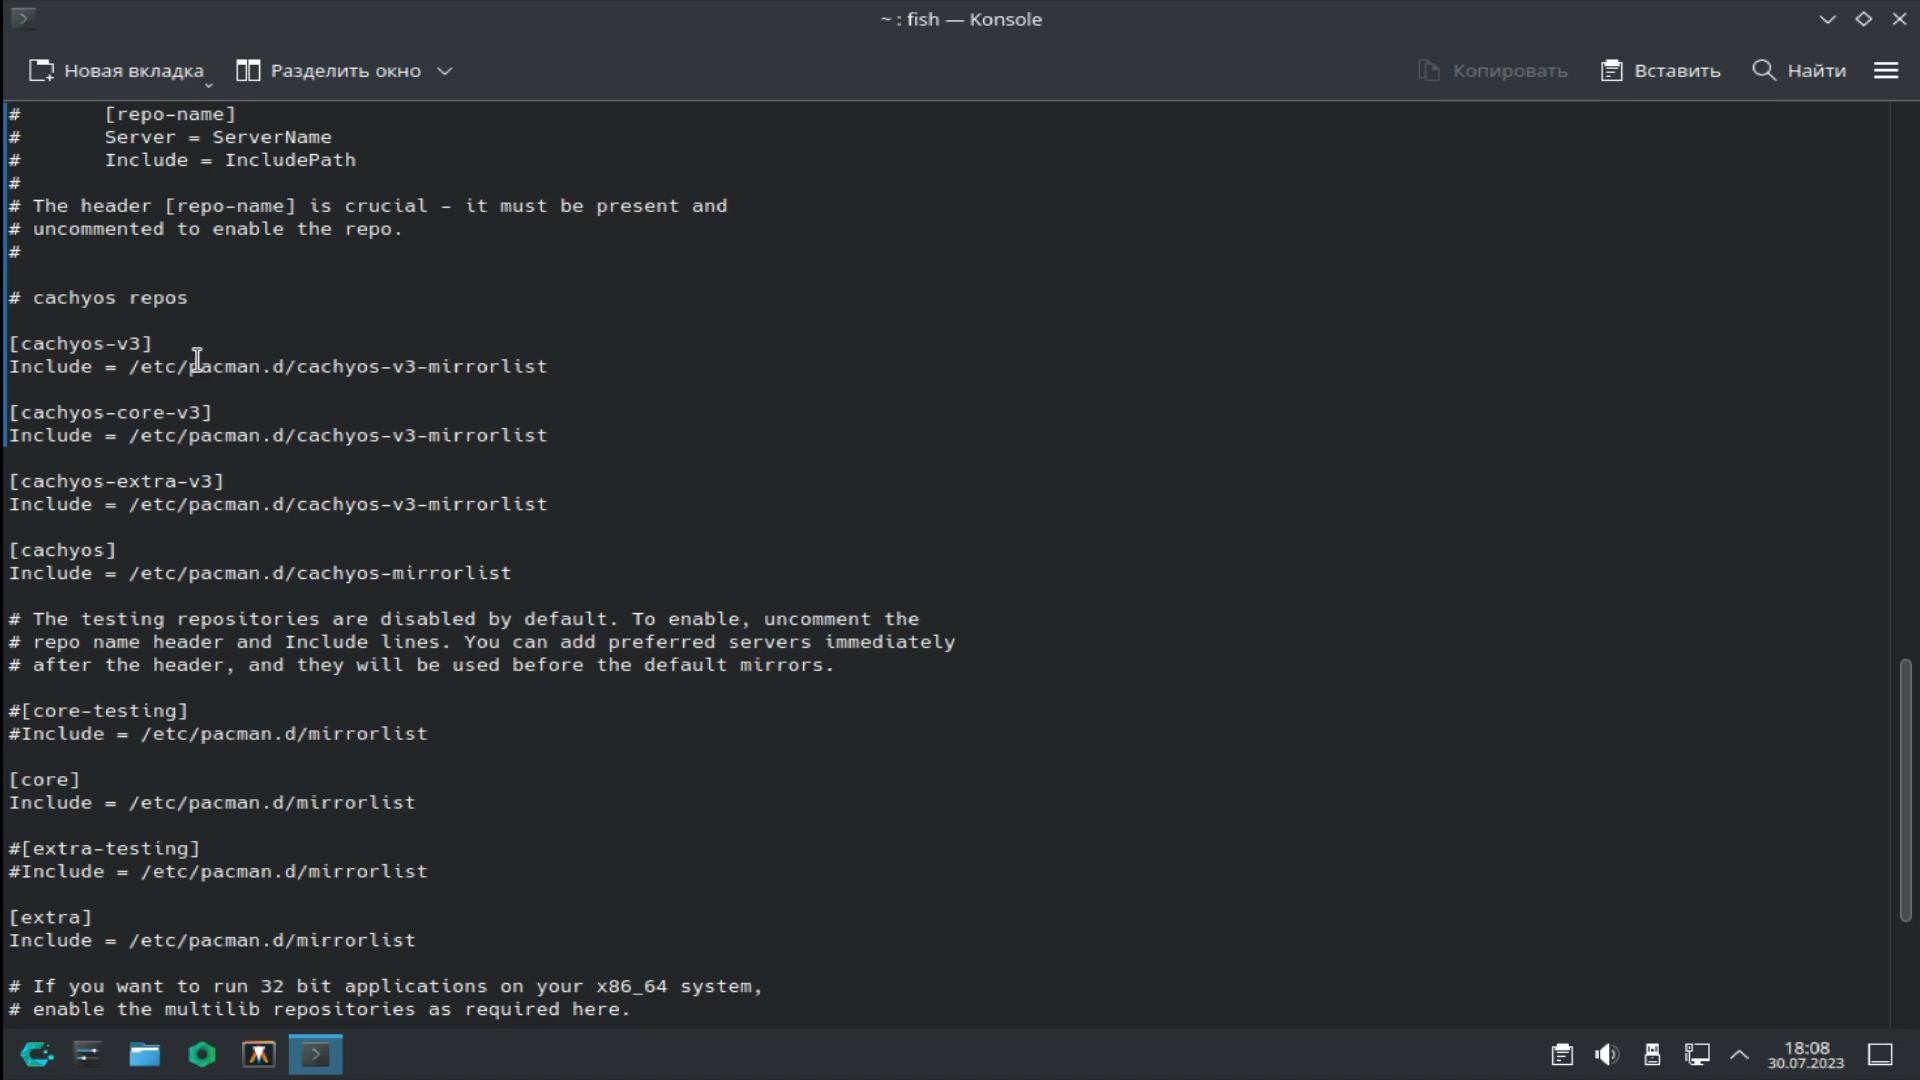 ~ : fish — Konsole
Новая вкладка
Разделить окно
Копировать
Вставить
Найти
#       [repo-name]
#       Server = ServerName
#       Include = IncludePath
#
# The header [repo-name] is crucial - it must be present and
# uncommented to enable the repo.
#
# cachyos repos
[cachyos-v3]
Include = /etc/pacman.d/cachyos-v3-mirrorlist
[cachyos-core-v3]
Include = /etc/pacman.d/cachyos-v3-mirrorlist
[cachyos-extra-v3]
Include = /etc/pacman.d/cachyos-v3-mirrorlist
[cachyos]
Include = /etc/pacman.d/cachyos-mirrorlist
# The testing repositories are disabled by default. To enable, uncomment the
# repo name header and Include lines. You can add preferred servers immediately
# after the header, and they will be used before the default mirrors.
#[core-testing]
#Include = /etc/pacman.d/mirrorlist
[core]
Include = /etc/pacman.d/mirrorlist
#[extra-testing]
#Include = /etc/pacman.d/mirrorlist
[extra]
Include = /etc/pacman.d/mirrorlist
# If you want to run 32 bit applications on your x86_64 system,
# enable the multilib repositories as required here.
18:08
30.07.2023